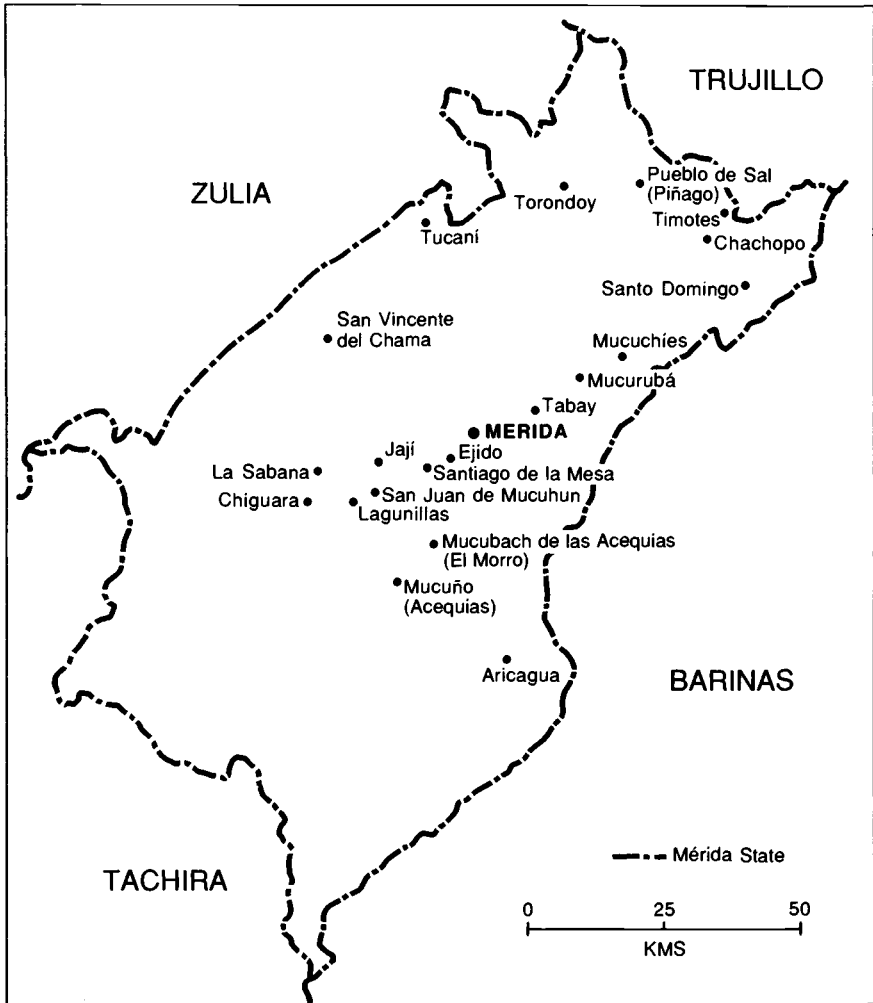 TRUJILLO
ZULIA
Pueblo de Sal
(Piñago)
Torondoy
Timotes
Tucaní
Chachopo
Santo Domingo
San Vincente
del Chama
Mucuchíes
Mucurubá
Tabay
MERIDA
Jají
Ejido
La Sabana
Santiago de la Mesa
Chiguara
San Juan de Mucuhun
Lagunillas
Mucubach de las Acequias
(El Morro)
Mucuño
(Acequias)
Aricagua
BARINAS
Mérida State
TACHIRA
0 25 50
KMS